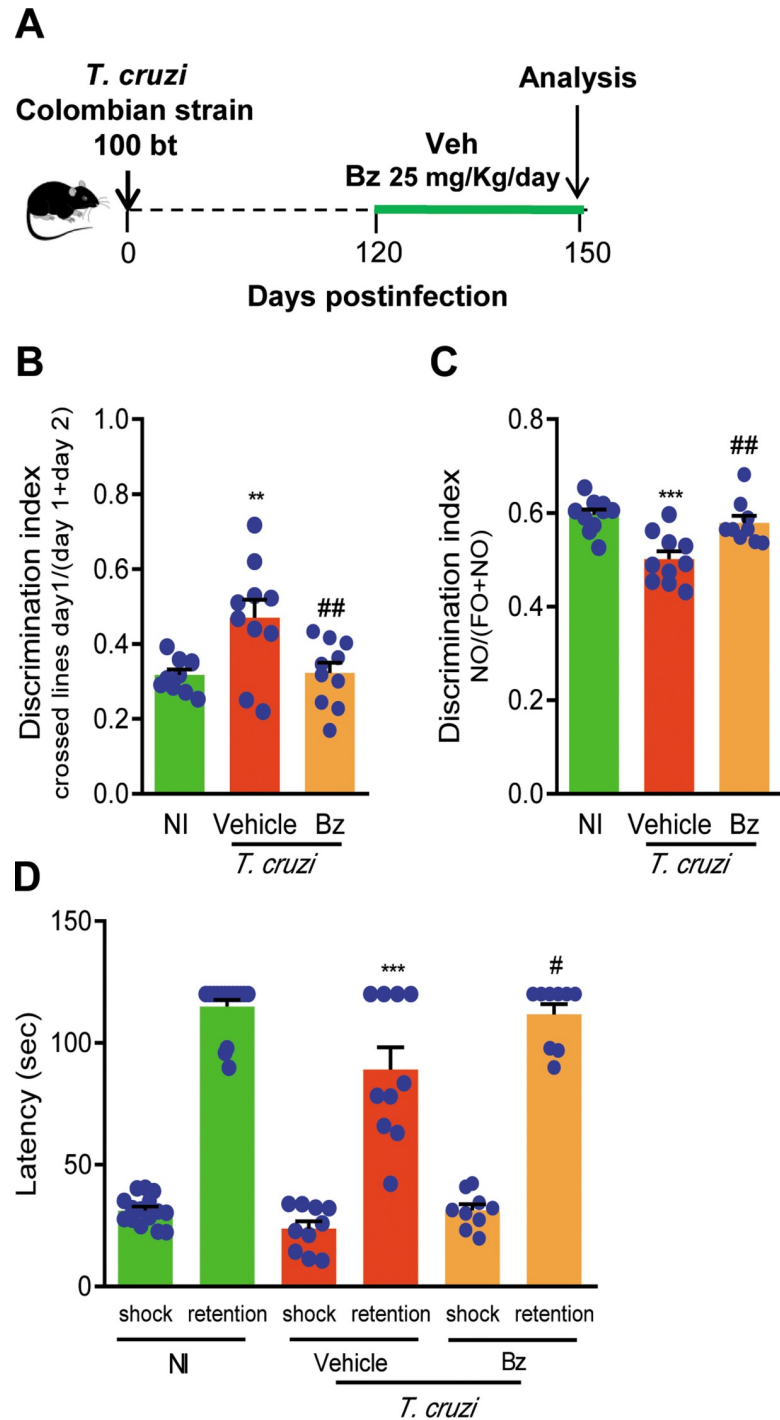 A
T. cruzi
Colombian strain
100 bt
Analysis
Veh
Bz 25 mg/Kg/day
0
120
150
Days postinfection
B
Discrimination index
crossed lines day1/(day 1+day 2)
1.0
0.8
0.6
0.4
0.2
0.0
**
##
NI
Vehicle
Bz
T. cruzi
C
Discrimination index
NO/(FO+NO)
0.8
0.6
0.4
0.2
0.0
***
##
NI
Vehicle
Bz
T. cruzi
D
Latency (sec)
150
100
50
0
***
#
shock
retention
shock
retention
shock
retention
NI
Vehicle
Bz
T. cruzi